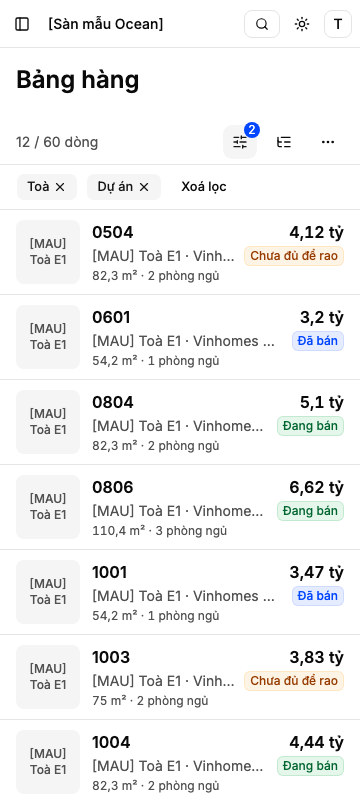 [Sàn mẫu Ocean]
T
Bảng hàng
12 / 60 dòng
2
Toà
Dự án
Xoá lọc
[MAU] Toà E1
0504
4,12 tỷ
[MAU] Toà E1 · Vinh...
Chưa đủ để rao
82,3 m² · 2 phòng ngủ
[MAU] Toà E1
0601
3,2 tỷ
[MAU] Toà E1 · Vinhomes ...
Đã bán
54,2 m² · 1 phòng ngủ
[MAU] Toà E1
0804
5,1 tỷ
[MAU] Toà E1 · Vinhome...
Đang bán
82,3 m² · 2 phòng ngủ
[MAU] Toà E1
0806
6,62 tỷ
[MAU] Toà E1 · Vinhome...
Đang bán
110,4 m² · 3 phòng ngủ
[MAU] Toà E1
1001
3,47 tỷ
[MAU] Toà E1 · Vinhomes ...
Đã bán
54,2 m² · 1 phòng ngủ
[MAU] Toà E1
1003
3,83 tỷ
[MAU] Toà E1 · Vinh...
Chưa đủ để rao
75 m² · 2 phòng ngủ
[MAU] Toà E1
1004
4,44 tỷ
[MAU] Toà E1 · Vinhome...
Đang bán
82,3 m² · 2 phòng ngủ